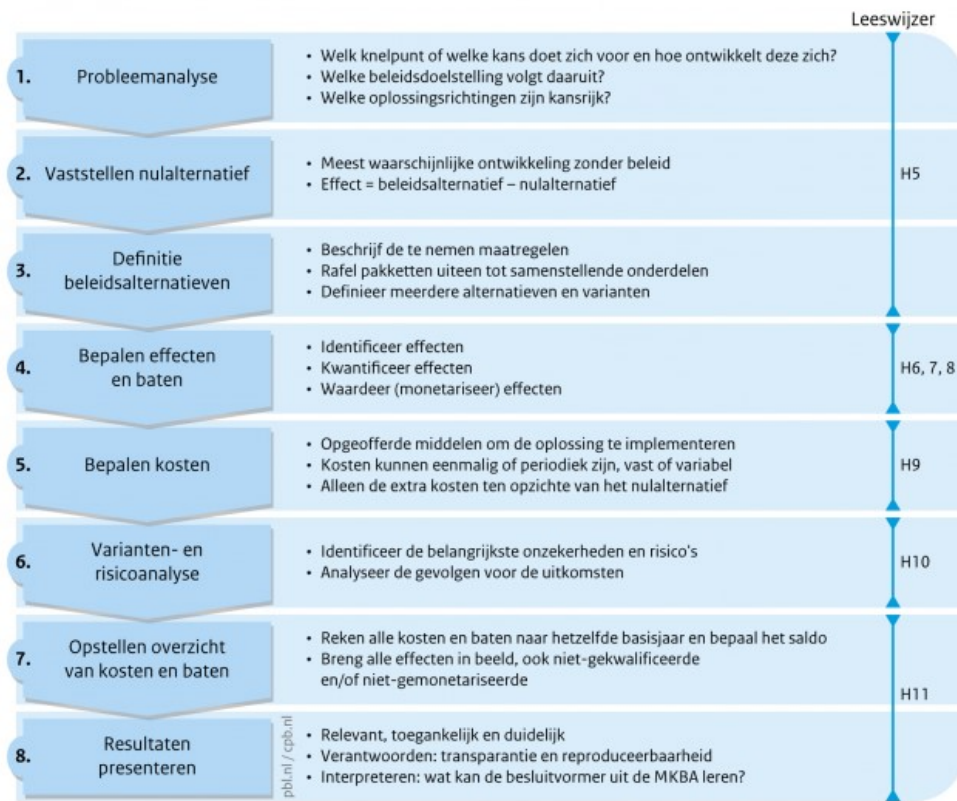 Leeswijzer
1.
Probleemanalyse
• Welk knelpunt of welke kans doet zich voor en hoe ontwikkelt deze zich?
• Welke beleidsdoelstelling volgt daaruit?
• Welke oplossingsrichtingen zijn kansrijk?
2.
Vaststellen nulalternatief
• Meest waarschijnlijke ontwikkeling zonder beleid
• Effect = beleidsalternatief – nulalternatief
H5
3.
Definitie
beleidsalternatieven
• Beschrijf de te nemen maatregelen
• Rafel pakketten uiteen tot samenstellende onderdelen
• Definieer meerdere alternatieven en varianten
4.
Bepalen effecten
en baten
• Identificeer effecten
• Kwantificeer effecten
• Waardeer (monetariseer) effecten
H6, 7, 8
5.
Bepalen kosten
• Opgeofferde middelen om de oplossing te implementeren
• Kosten kunnen eenmalig of periodiek zijn, vast of variabel
• Alleen de extra kosten ten opzichte van het nulalternatief
H9
6.
Varianten- en
risicoanalyse
• Identificeer de belangrijkste onzekerheden en risico's
• Analyseer de gevolgen voor de uitkomsten
H10
7.
Opstellen overzicht
van kosten en baten
• Reken alle kosten en baten naar hetzelfde basisjaar en bepaal het saldo
• Breng alle effecten in beeld, ook niet-gekwalificeerde
en/of niet-gemonetariseerde
H11
8.
Resultaten
presenteren
pbl.nl / cpb.nl
• Relevant, toegankelijk en duidelijk
• Verantwoorden: transparantie en reproduceerbaarheid
• Interpreteren: wat kan de besluitvormer uit de MKBA leren?